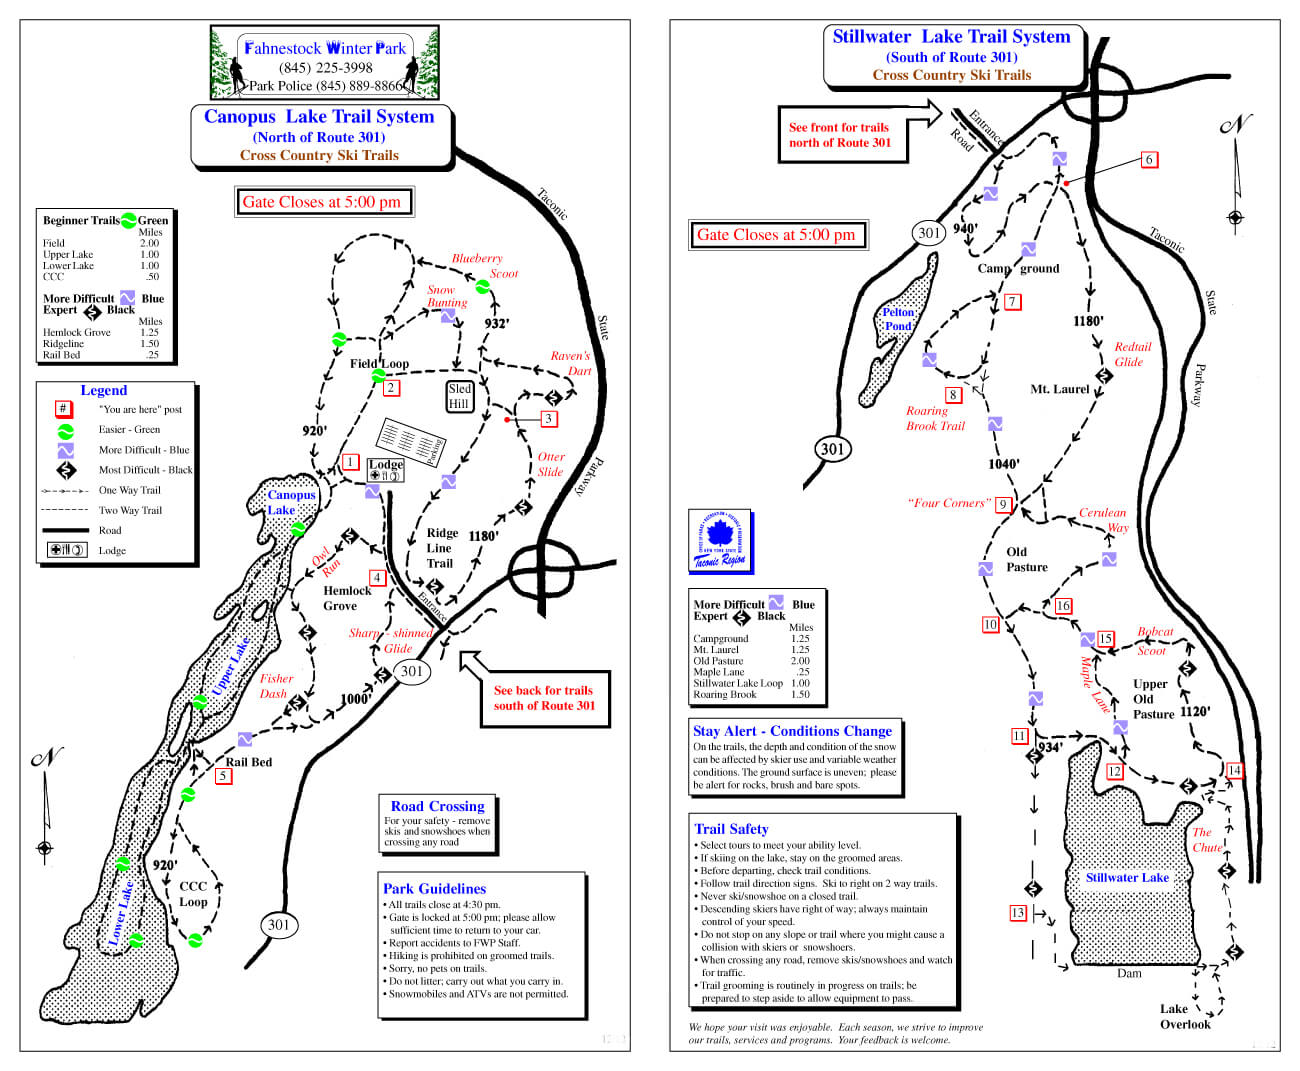 Fahnestock Winter Park
(845) 225-3998
Park Police (845) 889-8866
Canopus Lake Trail System
(North of Route 301)
Cross Country Ski Trails
Gate Closes at 5:00 pm
Beginner Trails Green
Miles
Field 2.00
Upper Lake 1.00
Lower Lake 1.00
CCC .50
More Difficult Blue
Expert Black
Miles
Hemlock Grove 1.25
Ridgeline 1.50
Rail Bed .25
Legend
# "You are here" post
Easier - Green
More Difficult - Blue
Most Difficult - Black
One Way Trail
Two Way Trail
Road
Lodge
Taconic
State
Parkway
Blueberry
Scoot
Snow
Bunting
932'
Field Loop
2
Raven's
Dart
Sled
Hill
3
920'
Parking
1
Lodge
Otter
Slide
Canopus
Lake
Ridge
Line
Trail
1180'
Owl
Run
4
Hemlock
Grove
Entrance
Sharp - shinned
Glide
301
Upper Lake
Fisher
Dash
1000'
See back for trails
south of Route 301
N
Rail Bed
5
Road Crossing
For your safety - remove
skis and snowshoes when
crossing any road
920'
CCC
Loop
Lower Lake
301
Park Guidelines
• All trails close at 4:30 pm.
• Gate is locked at 5:00 pm; please allow
sufficient time to return to your car.
• Report accidents to FWP Staff.
• Hiking is prohibited on groomed trails.
• Sorry, no pets on trails.
• Do not litter; carry out what you carry in.
• Snowmobiles and ATVs are not permitted.
Stillwater Lake Trail System
(South of Route 301)
Cross Country Ski Trails
See front for trails
north of Route 301
Entrance
Road
N
6
Gate Closes at 5:00 pm
301
940'
Taconic
State
Parkway
Camp ground
7
Pelton
Pond
1180'
Redtail
Glide
Mt. Laurel
8
Roaring
Brook Trail
301
1040'
"Four Corners"
9
Cerulean
Way
OFFICE OF PARKS, RECREATION & HISTORIC PRESERVATION
NEW YORK STATE
Taconic Region
Old
Pasture
16
10
15
Bobcat
Scoot
Maple Lane
Upper
Old
Pasture
1120'
More Difficult Blue
Expert Black
Miles
Campground 1.25
Mt. Laurel 1.25
Old Pasture 2.00
Maple Lane .25
Stillwater Lake Loop 1.00
Roaring Brook 1.50
11
934'
12
14
Stay Alert - Conditions Change
On the trails, the depth and condition of the snow
can be affected by skier use and variable weather
conditions. The ground surface is uneven; please
be alert for rocks, brush and bare spots.
The
Chute
Stillwater Lake
13
Dam
Lake
Overlook
Trail Safety
• Select tours to meet your ability level.
• If skiing on the lake, stay on the groomed areas.
• Before departing, check trail conditions.
• Follow trail direction signs. Ski to right on 2 way trails.
• Never ski/snowshoe on a closed trail.
• Descending skiers have right of way; always maintain
control of your speed.
• Do not stop on any slope or trail where you might cause a
collision with skiers or snowshoers.
• When crossing any road, remove skis/snowshoes and watch
for traffic.
• Trail grooming is routinely in progress on trails; be
prepared to step aside to allow equipment to pass.
We hope your visit was enjoyable. Each season, we strive to improve
our trails, services and programs. Your feedback is welcome.